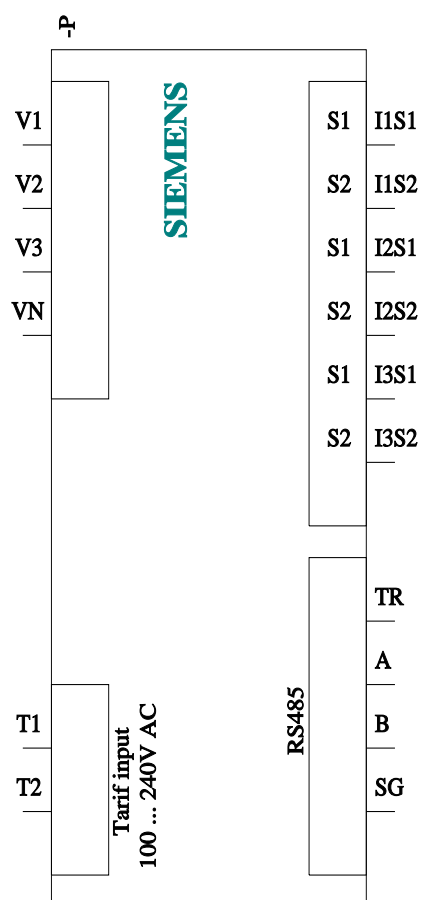 -P
SIEMENS
V1
V2
V3
VN
S1 I1S1
S2 I1S2
S1 I2S1
S2 I2S2
S1 I3S1
S2 I3S2
T1
T2
Tarif input
100 ... 240V AC
RS485
TR
A
B
SG